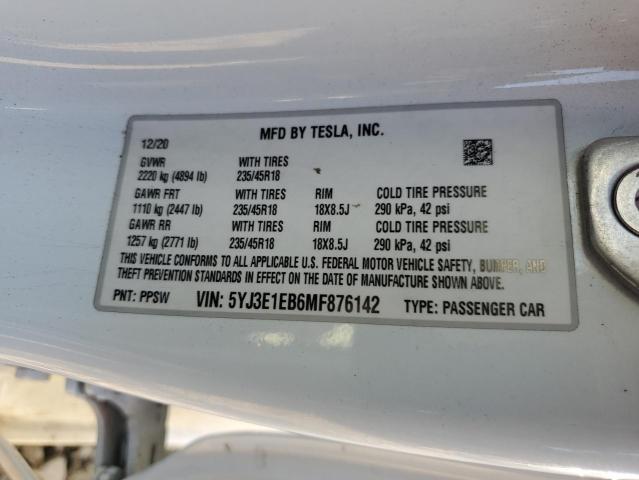 12/20 MFD BY TESLA, INC.
GVWR WITH TIRES
2220 kg (4894 lb) 235/45R18
GAWR FRT WITH TIRES RIM COLD TIRE PRESSURE
1110 kg (2447 lb) 235/45R18 18X8.5J 290 kPa, 42 psi
GAWR RR WITH TIRES RIM COLD TIRE PRESSURE
1257 kg (2771 lb) 235/45R18 18X8.5J 290 kPa, 42 psi
THIS VEHICLE CONFORMS TO ALL APPLICABLE U.S. FEDERAL MOTOR VEHICLE SAFETY, BUMPER, AND
THEFT PREVENTION STANDARDS IN EFFECT ON THE DATE OF MANUFACTURE SHOWN ABOVE.
PNT: PPSW VIN: 5YJ3E1EB6MF876142 TYPE: PASSENGER CAR